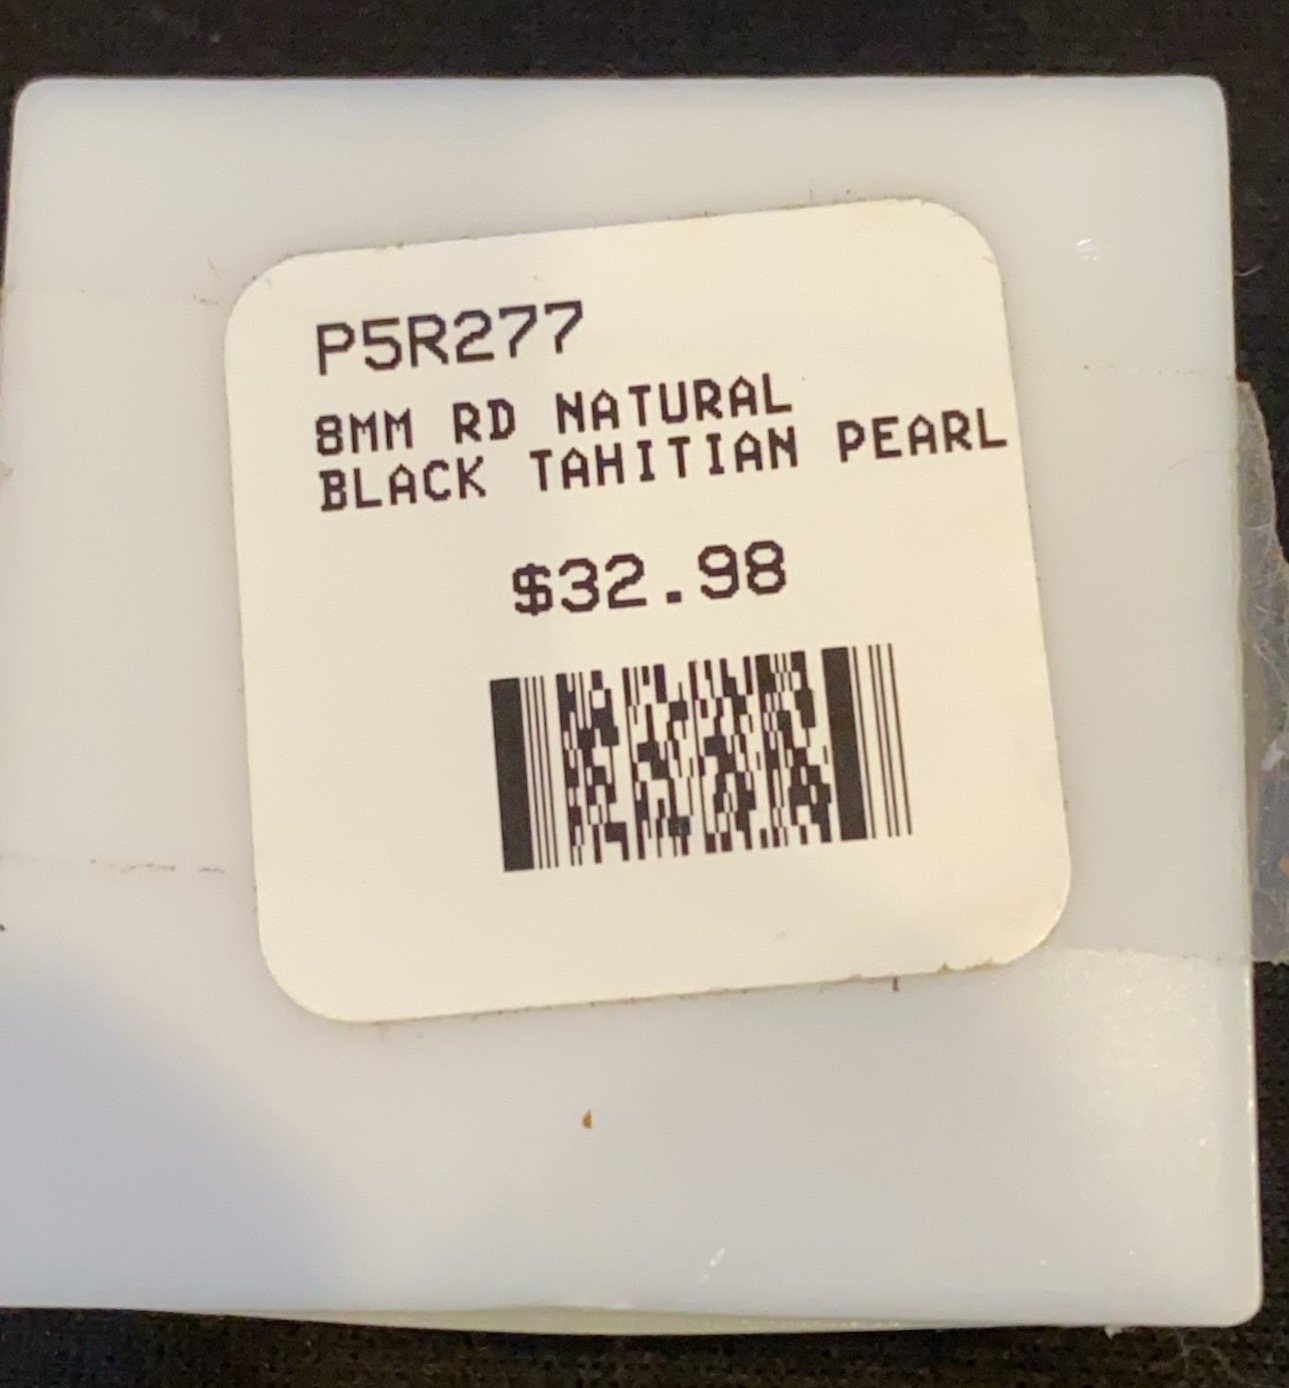 P5R277
8MM RD NATURAL
BLACK TAHITIAN PEARL
$32.98